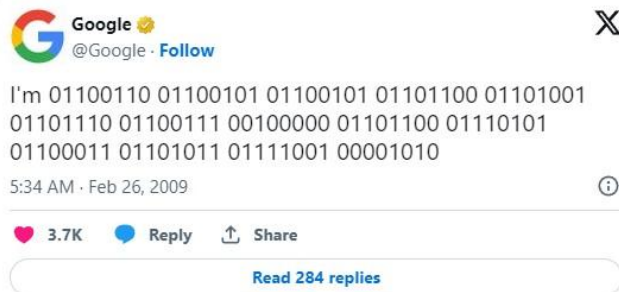 Google
@Google · Follow
I'm 01100110 01100101 01100101 01101100 01101001
01101110 01100111 00100000 01101100 01110101
01100011 01101011 01111001 00001010
5:34 AM · Feb 26, 2009
3.7K Reply Share
Read 284 replies